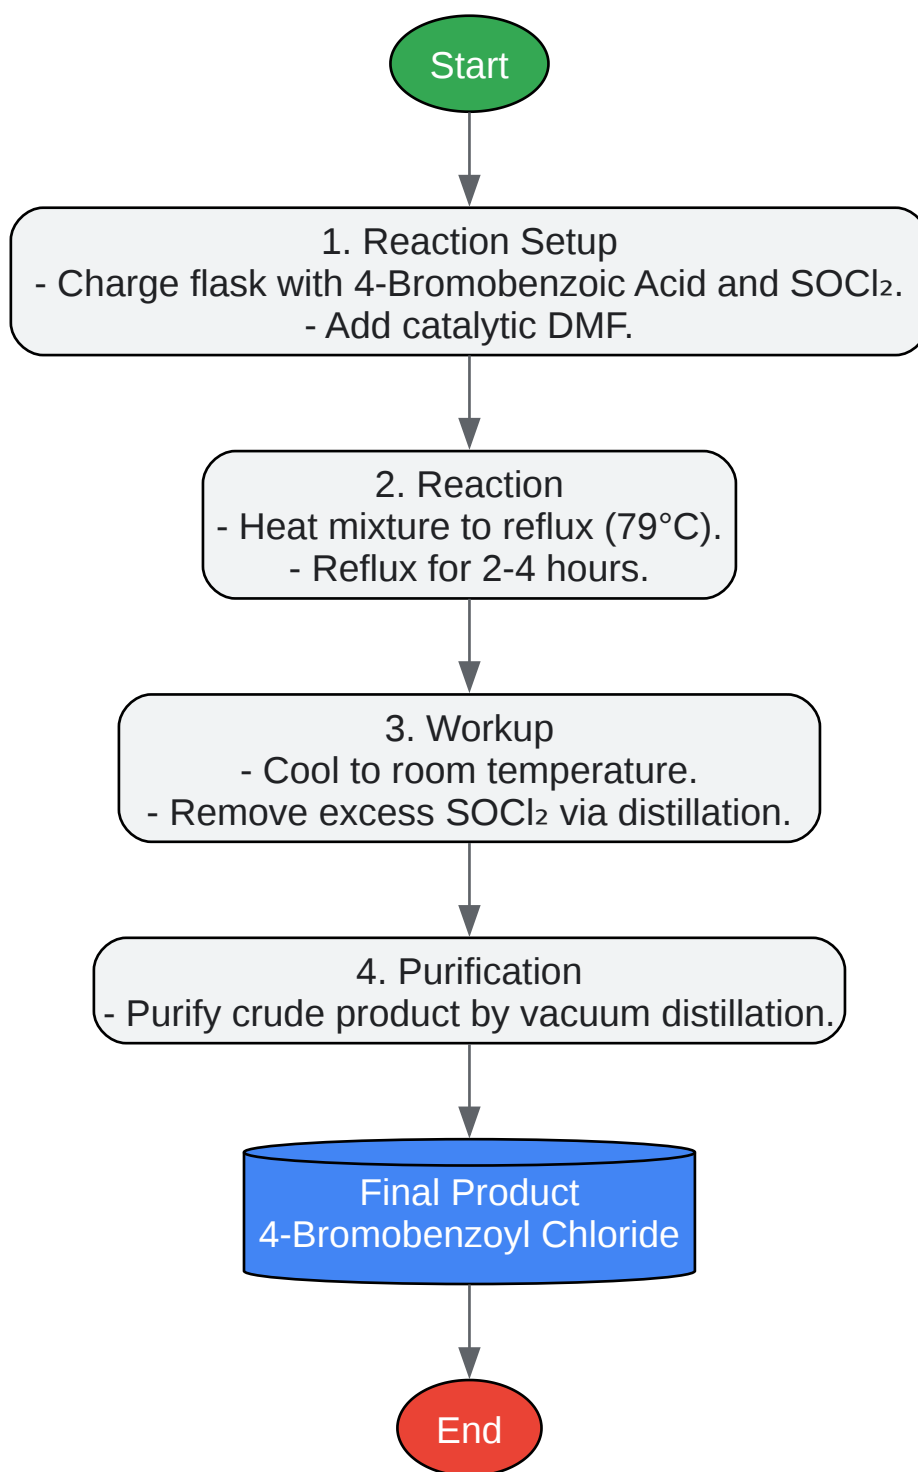 Start
1. Reaction Setup
- Charge flask with 4-Bromobenzoic Acid and SOCl₂.
- Add catalytic DMF.
2. Reaction
- Heat mixture to reflux (79°C).
- Reflux for 2-4 hours.
3. Workup
- Cool to room temperature.
- Remove excess SOCl₂ via distillation.
4. Purification
- Purify crude product by vacuum distillation.
Final Product
4-Bromobenzoyl Chloride
End